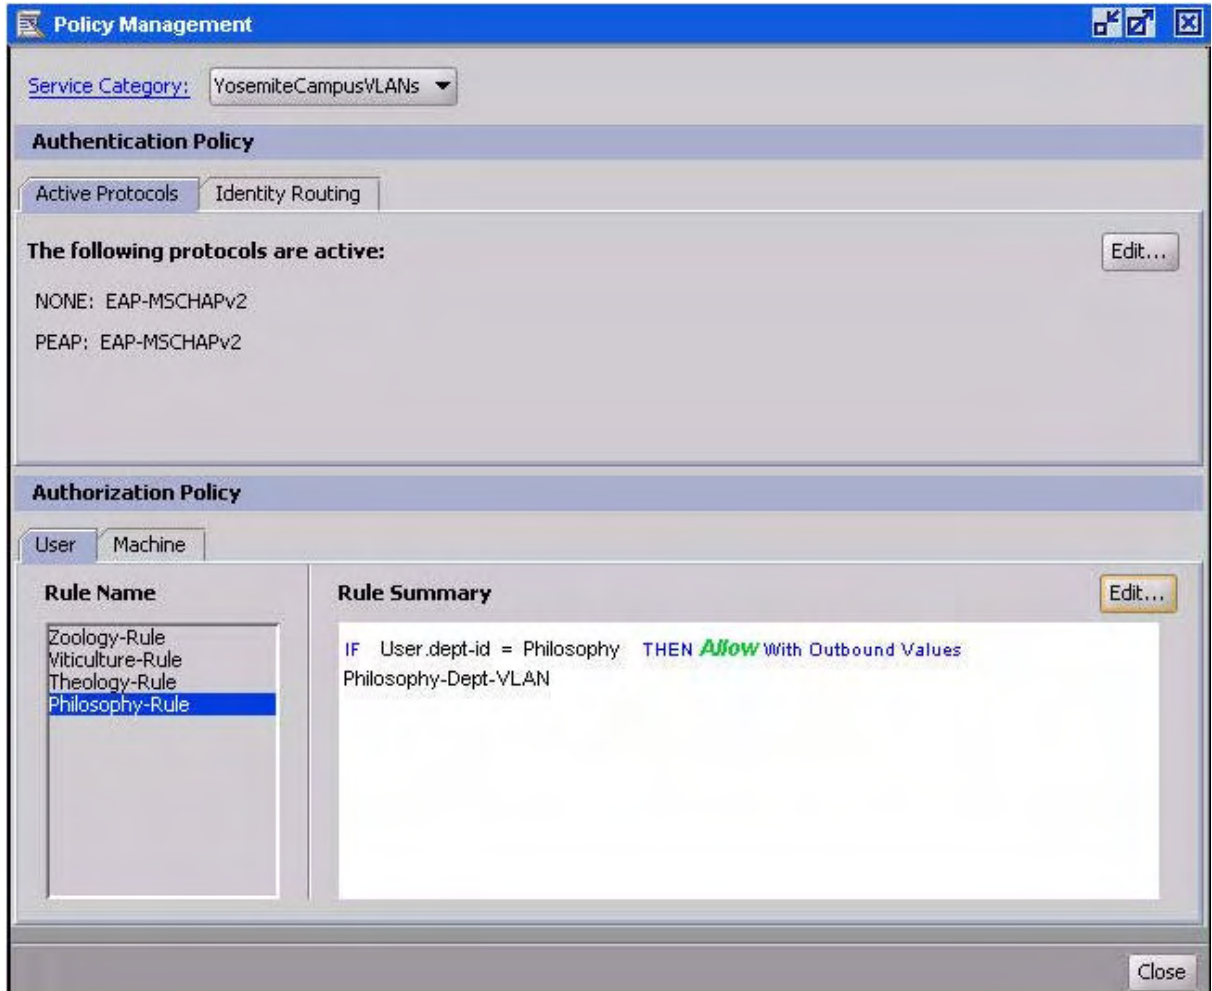 Policy Management
Service Category: YosemiteCampusVLANs
Authentication Policy
Active Protocols Identity Routing
The following protocols are active: Edit...
NONE: EAP-MSCHAPv2
PEAP: EAP-MSCHAPv2
Authorization Policy
User Machine
Rule Name Rule Summary Edit...
Zoology-Rule
Viticulture-Rule
Theology-Rule
Philosophy-Rule
IF User.dept-id = Philosophy THEN Allow With Outbound Values
Philosophy-Dept-VLAN
Close